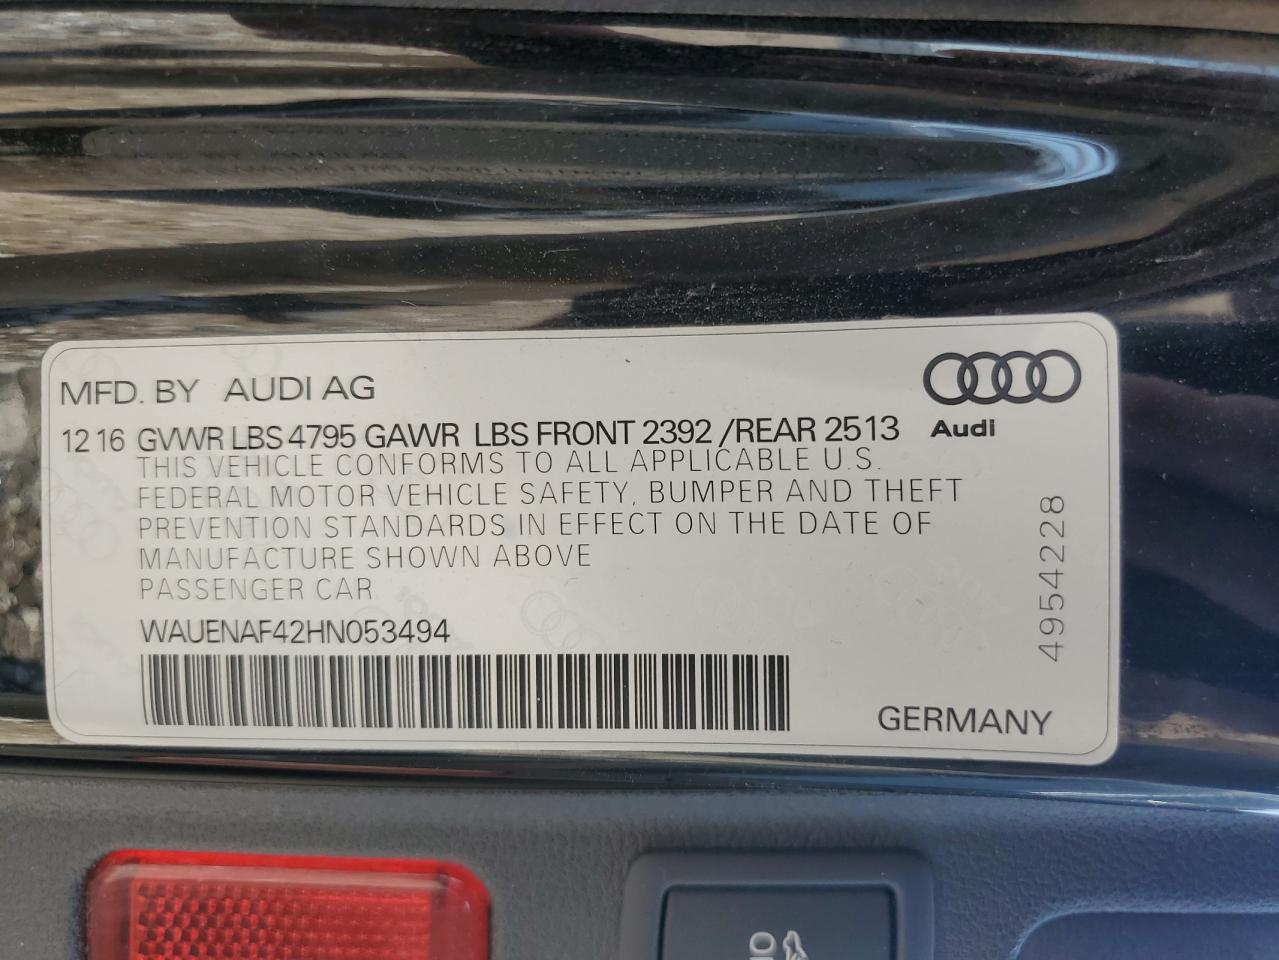 MFD. BY AUDI AG
12 16 GVWR LBS 4795 GAWR LBS FRONT 2392 /REAR 2513
Audi
THIS VEHICLE CONFORMS TO ALL APPLICABLE U.S.
FEDERAL MOTOR VEHICLE SAFETY, BUMPER AND THEFT
PREVENTION STANDARDS IN EFFECT ON THE DATE OF
MANUFACTURE SHOWN ABOVE
PASSENGER CAR
WAUENAF42HN053494
GERMANY
4954228